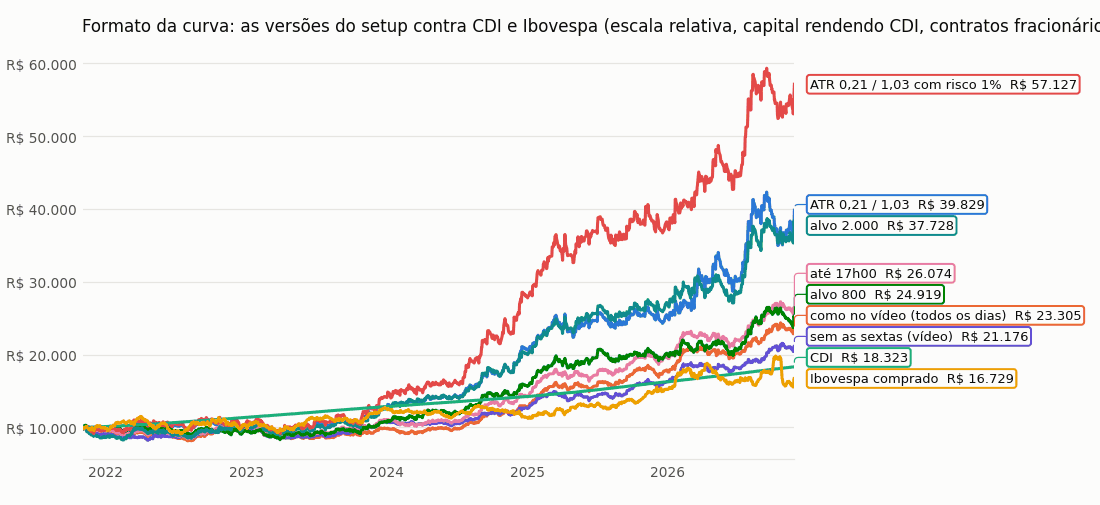 Formato da curva: as versões do setup contra CDI e Ibovespa (escala relativa, capital rendendo CDI, contratos fracionário
R$ 60.000
R$ 50.000
R$ 40.000
R$ 30.000
R$ 20.000
R$ 10.000
ATR 0,21 / 1,03 com risco 1% R$ 57.127
ATR 0,21 / 1,03 R$ 39.829
alvo 2.000 R$ 37.728
até 17h00 R$ 26.074
alvo 800 R$ 24.919
como no vídeo (todos os dias) R$ 23.305
sem as sextas (vídeo) R$ 21.176
CDI R$ 18.323
Ibovespa comprado R$ 16.729
2022
2023
2024
2025
2026